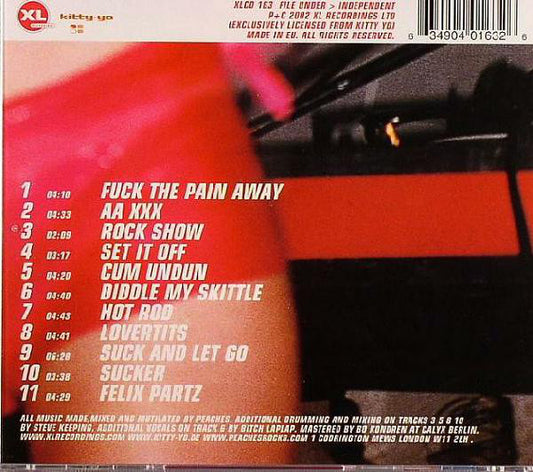 XL
RECORDINGS
kitty-yo
XLCD 163 FILE UNDER > INDEPENDENT
P+C 2002 XL RECORDINGS LTD
(EXCLUSIVELY LICENSED FROM KITTY YO)
MADE IN EU. ALL RIGHTS RESERVED.
6 34904 01632 6
1 04:10 FUCK THE PAIN AWAY
2 04:33 AA XXX
3 02:09 ROCK SHOW
4 03:17 SET IT OFF
5 04:20 CUM UNDUN
6 04:40 DIDDLE MY SKITTLE
7 04:43 HOT ROD
8 04:41 LOVERTITS
9 06:28 SUCK AND LET GO
10 03:38 SUCKER
11 04:29 FELIX PARTZ
ALL MUSIC MADE,MIXED AND MUTILATED BY PEACHES. ADDITIONAL DRUMMING AND MIXING ON TRACKS 3 5 8 10
BY STEVE KEEPING, ADDITIONAL VOCALS ON TRACK 6 BY BITCH LAPLAP. MASTERED BY BO KONDREN AT CALYX BERLIN.
WWW.XLRECORDINGS.COM WWW.KITTY-YO.DE WWW.PEACHESROCKS.COM 1 CODRINGTON MEWS LONDON W11 2EH .